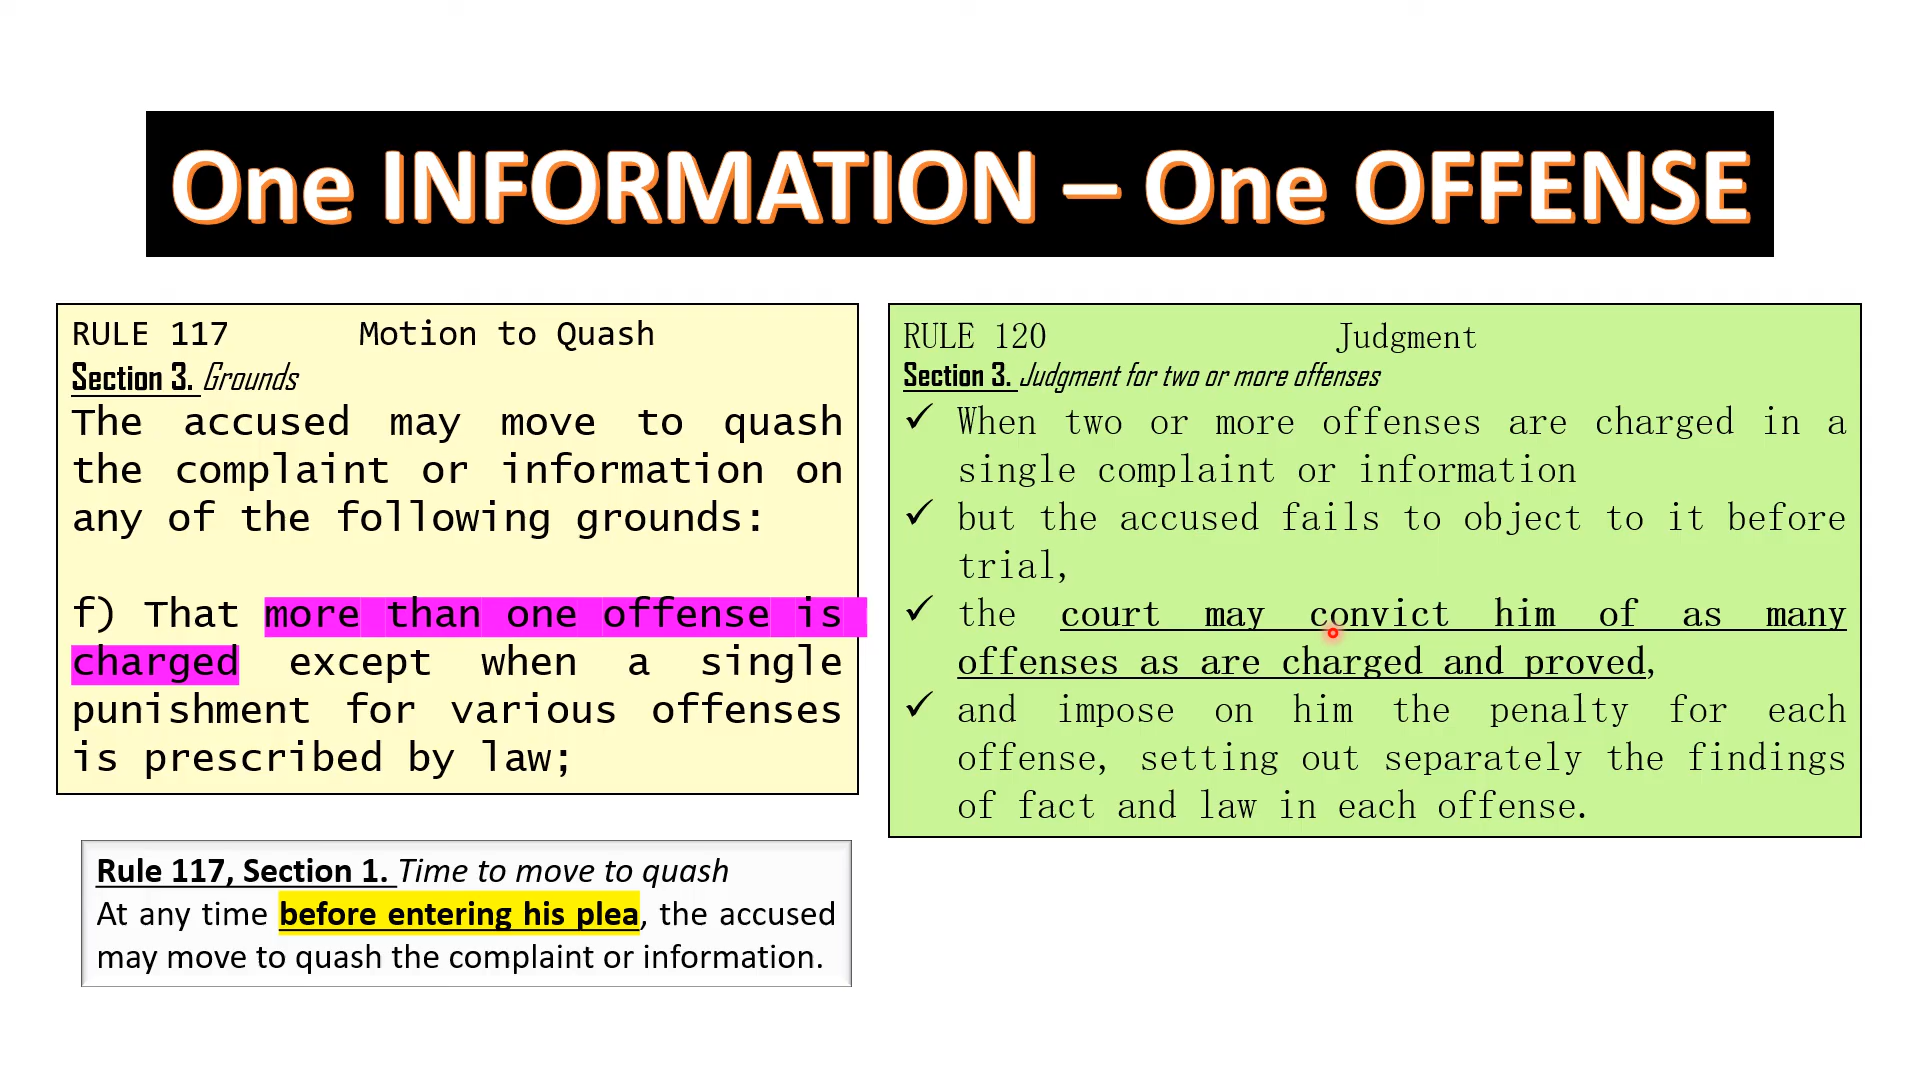 One INFORMATION – One OFFENSE
RULE 117 Motion to Quash
Section 3. Grounds
The accused may move to quash
the complaint or information on
any of the following grounds:
f) That more than one offense is
charged except when a single
punishment for various offenses
is prescribed by law;
Rule 117, Section 1. Time to move to quash
At any time before entering his plea, the accused
may move to quash the complaint or information.
RULE 120 Judgment
Section 3. Judgment for two or more offenses
✓ When two or more offenses are charged in a
single complaint or information
✓ but the accused fails to object to it before
trial,
✓ the court may convict him of as many
offenses as are charged and proved,
✓ and impose on him the penalty for each
offense, setting out separately the findings
of fact and law in each offense.